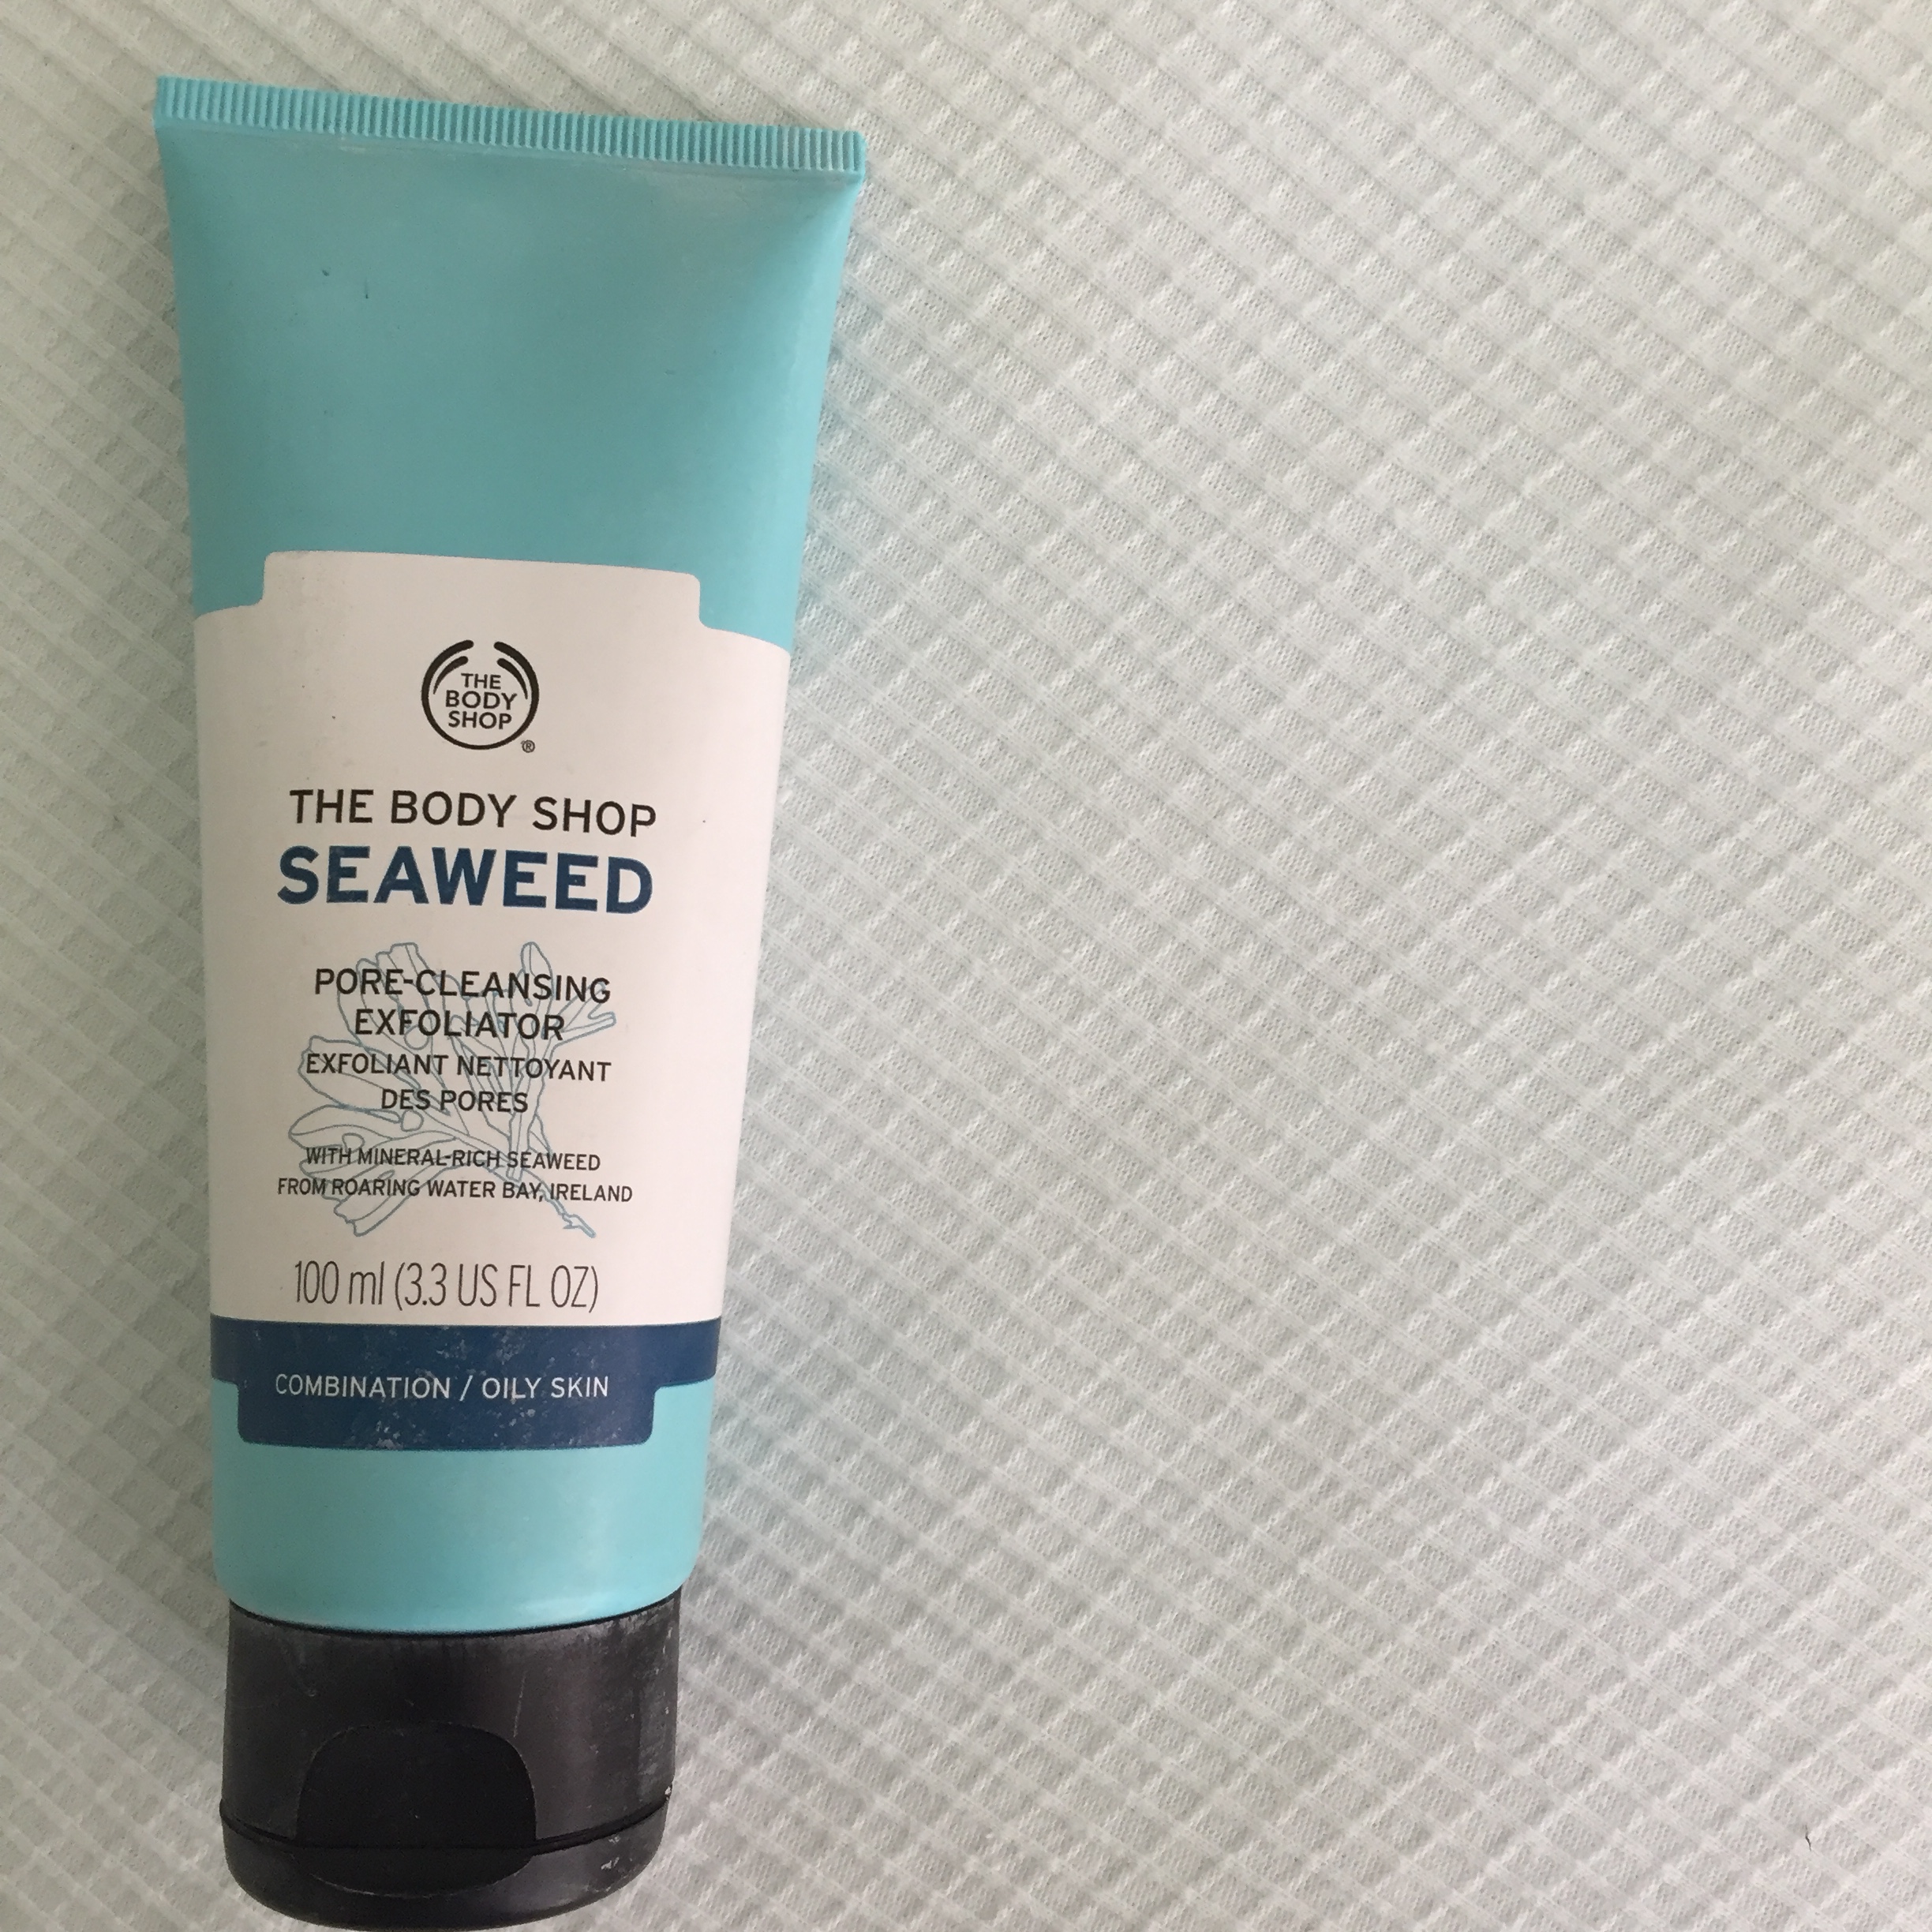 THE
BODY
SHOP
®
THE BODY SHOP
SEAWEED
PORE-CLEANSING
EXFOLIATOR
EXFOLIANT NETTOYANT
DES PORES
WITH MINERAL-RICH SEAWEED
FROM ROARING WATER BAY, IRELAND
100 ml (3.3 US FL OZ)
COMBINATION / OILY SKIN